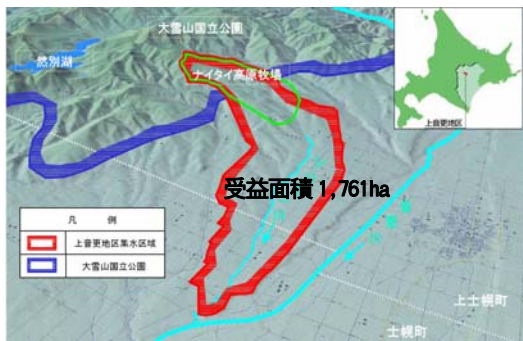 大雪山国立公園
然別湖
ナイタイ高原牧場
上音更地区
受益面積 1,761ha
凡 例
上音更地区集水区域
大雪山国立公園
上士幌町
士幌町